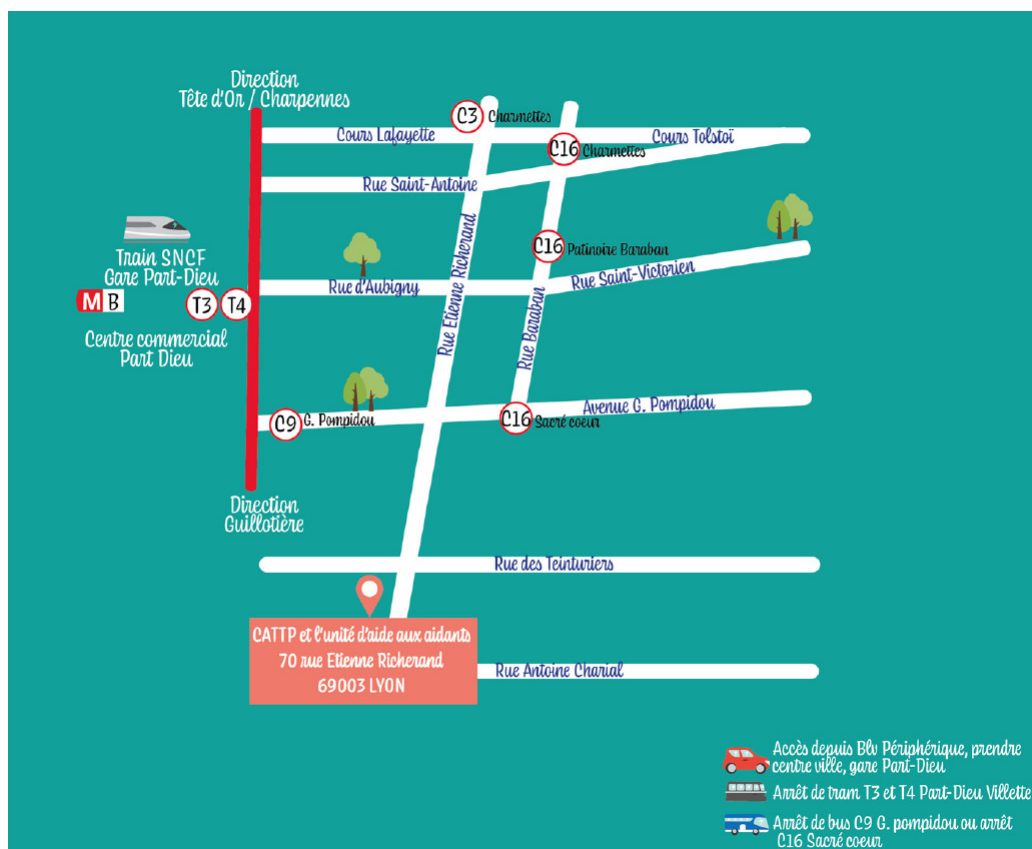 Direction
Tête d'Or / Charpennes
C3 Charmettes
Cours Lafayette
C16 Charmettes
Cours Tolstoï
Rue Saint-Antoine
Train SNCF
Gare Part-Dieu
M B
T3 T4
Centre commercial
Part Dieu
Rue d'Aubigny
Rue Etienne Richerand
C16 Patinoire Baraban
Rue Baraban
Rue Saint-Victorien
C9 G. Pompidou
C16 Sacré coeur
Avenue G. Pompidou
Direction
Guillotière
Rue des Teinturiers
CATTP et l'unité d'aide aux aidants
70 rue Etienne Richerand
69003 LYON
Rue Antoine Charial
Accès depuis Blv Périphérique, prendre
centre ville, gare Part-Dieu
Arrêt de tram T3 et T4 Part-Dieu Villette
Arrêt de bus C9 G. pompidou ou arrêt
C16 Sacré coeur